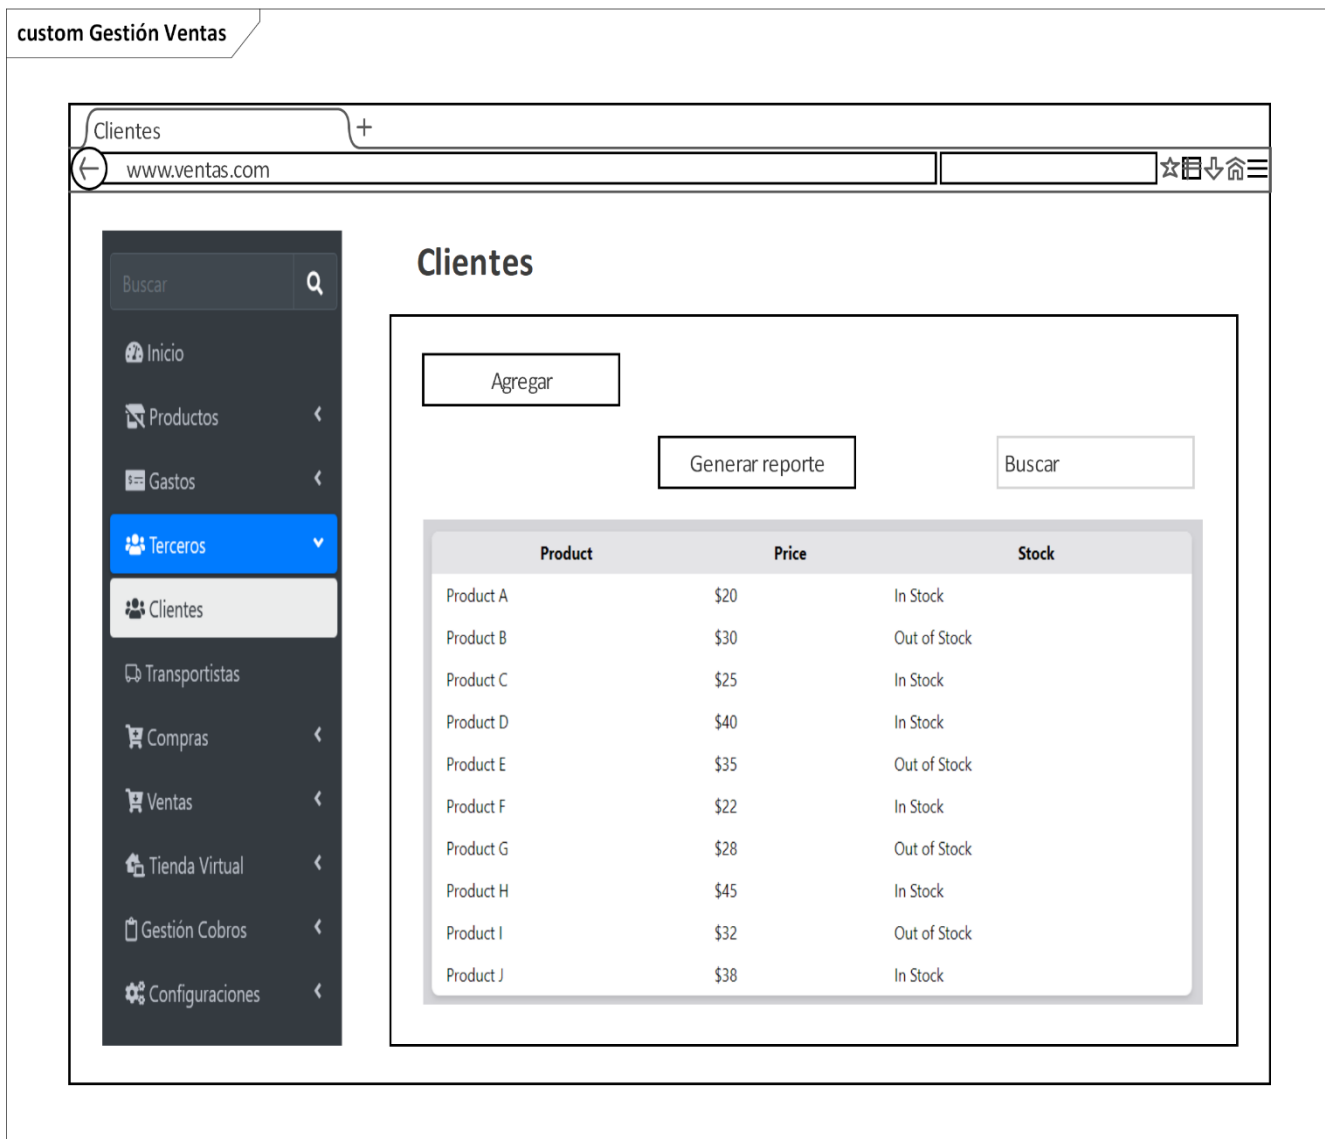 custom Gestión Ventas
Clientes
www.ventas.com
Buscar
Inicio
Productos
Gastos
Terceros
Clientes
Transportistas
Compras
Ventas
Tienda Virtual
Gestión Cobros
Configuraciones
Clientes
Agregar
Generar reporte
Buscar
Product Price Stock
Product A $20 In Stock
Product B $30 Out of Stock
Product C $25 In Stock
Product D $40 In Stock
Product E $35 Out of Stock
Product F $22 In Stock
Product G $28 Out of Stock
Product H $45 In Stock
Product I $32 Out of Stock
Product J $38 In Stock